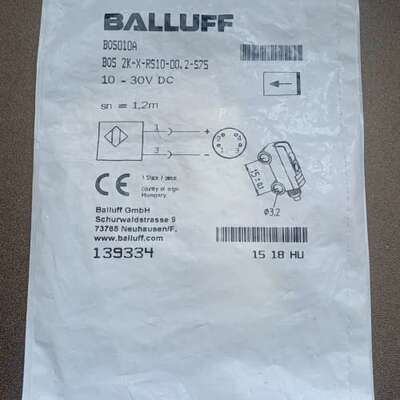 BALLUFF
BOS010A
BOS 2K-X-RS10-00,2-S75
10 - 30V DC
sn = 1,2m
1 +
3 -
1 Stück / piece
Country of origin
Hungary
15:01
ø3,2
CE
Balluff GmbH
Schurwaldstrasse 9
73765 Neuhausen/F.
www.balluff.com
139334
15 18 HU